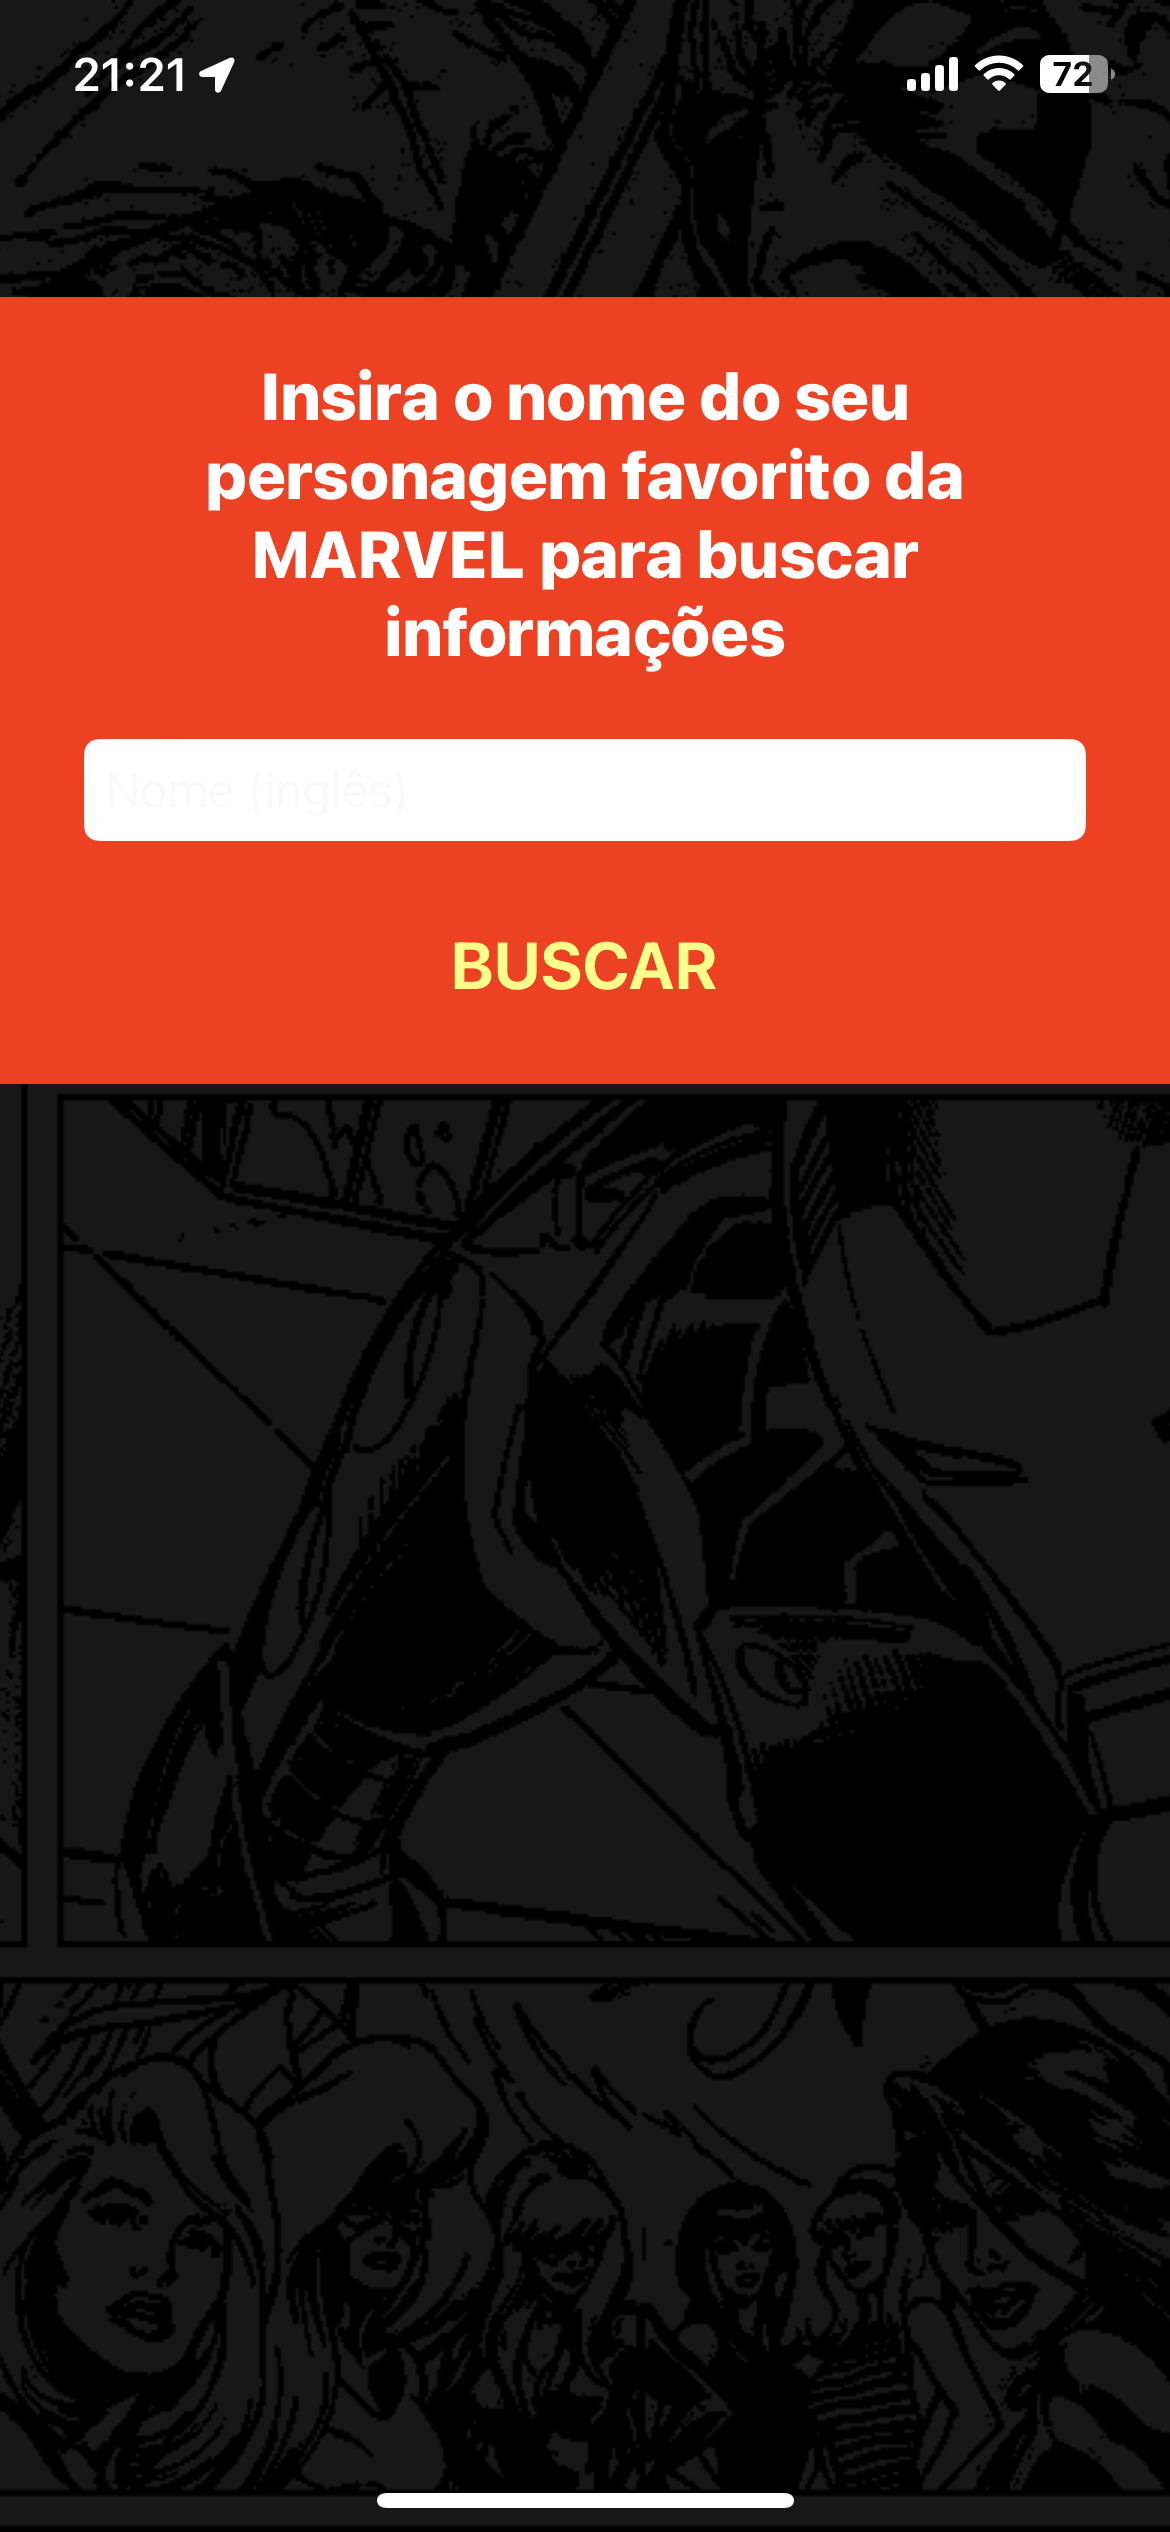 21:21
72
Insira o nome do seu
personagem favorito da
MARVEL para buscar
informações
Nome (inglês)
BUSCAR